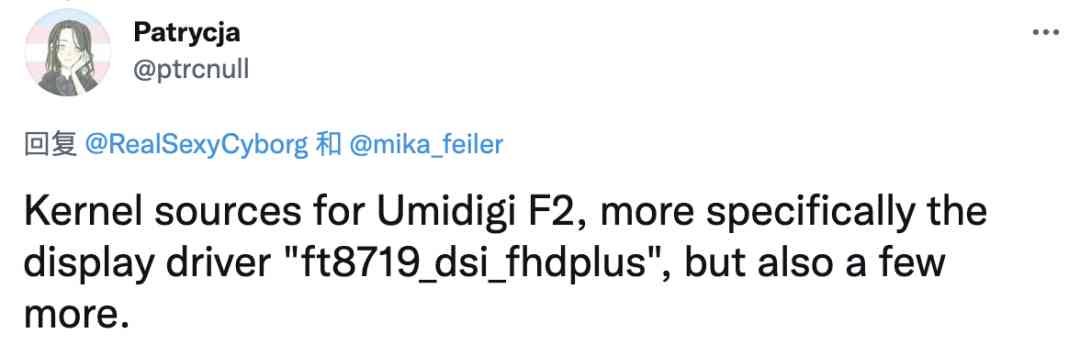 Patrycja
@ptrcnull
回复 @RealSexyCyborg 和 @mika_feiler
Kernel sources for Umidigi F2, more specifically the
display driver "ft8719_dsi_fhdplus", but also a few
more.